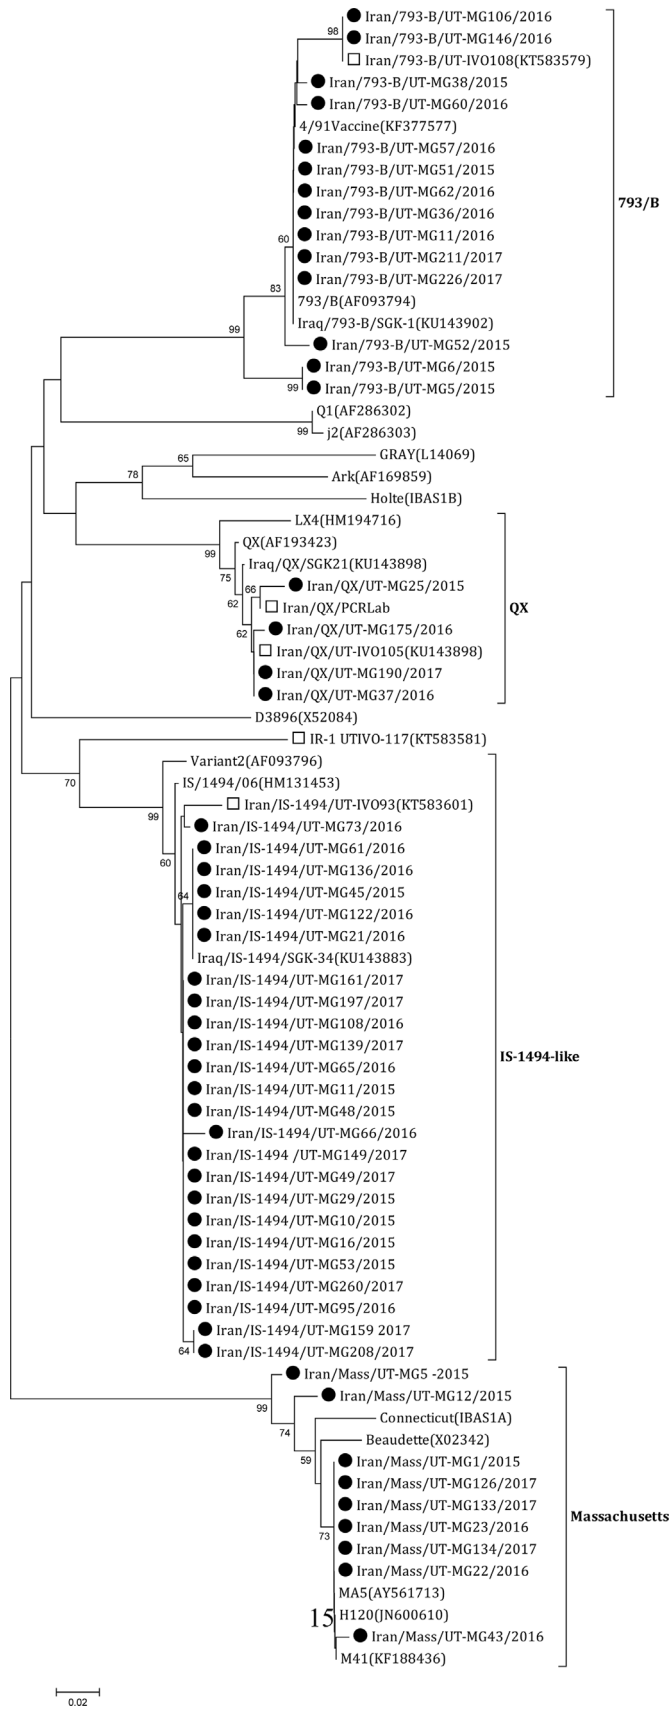 98
Iran/793-B/UT-MG106/2016
Iran/793-B/UT-MG146/2016
Iran/793-B/UT-IVO108(KT583579)
Iran/793-B/UT-MG38/2015
Iran/793-B/UT-MG60/2016
4/91Vaccine(KF377577)
Iran/793-B/UT-MG57/2016
Iran/793-B/UT-MG51/2015
Iran/793-B/UT-MG62/2016
793/B
Iran/793-B/UT-MG36/2016
Iran/793-B/UT-MG11/2016
60
Iran/793-B/UT-MG211/2017
Iran/793-B/UT-MG226/2017
83
793/B(AF093794)
Iraq/793-B/SGK-1(KU143902)
99
Iran/793-B/UT-MG52/2015
Iran/793-B/UT-MG6/2015
99
Iran/793-B/UT-MG5/2015
Q1(AF286302)
99
j2(AF286303)
GRAY(L14069)
65
78
Ark(AF169859)
Holte(IBAS1B)
LX4(HM194716)
99
QX(AF193423)
Iraq/QX/SGK21(KU143898)
75
66
Iran/QX/UT-MG25/2015
62
Iran/QX/PCRLab
QX
62
Iran/QX/UT-MG175/2016
Iran/QX/UT-IVO105(KU143898)
Iran/QX/UT-MG190/2017
Iran/QX/UT-MG37/2016
D3896(X52084)
IR-1 UTIVO-117(KT583581)
70
Variant2(AF093796)
IS/1494/06(HM131453)
99
Iran/IS-1494/UT-IVO93(KT583601)
Iran/IS-1494/UT-MG73/2016
60
Iran/IS-1494/UT-MG61/2016
Iran/IS-1494/UT-MG136/2016
64
Iran/IS-1494/UT-MG45/2015
Iran/IS-1494/UT-MG122/2016
Iran/IS-1494/UT-MG21/2016
Iraq/IS-1494/SGK-34(KU143883)
Iran/IS-1494/UT-MG161/2017
Iran/IS-1494/UT-MG197/2017
Iran/IS-1494/UT-MG108/2016
Iran/IS-1494/UT-MG139/2017
IS-1494-like
Iran/IS-1494/UT-MG65/2016
Iran/IS-1494/UT-MG11/2015
Iran/IS-1494/UT-MG48/2015
Iran/IS-1494/UT-MG66/2016
Iran/IS-1494 /UT-MG149/2017
Iran/IS-1494/UT-MG49/2017
Iran/IS-1494/UT-MG29/2015
Iran/IS-1494/UT-MG10/2015
Iran/IS-1494/UT-MG16/2015
Iran/IS-1494/UT-MG53/2015
Iran/IS-1494/UT-MG260/2017
Iran/IS-1494/UT-MG95/2016
Iran/IS-1494/UT-MG159 2017
64
Iran/IS-1494/UT-MG208/2017
Iran/Mass/UT-MG5 -2015
99
Iran/Mass/UT-MG12/2015
74
Connecticut(IBAS1A)
59
Beaudette(X02342)
Iran/Mass/UT-MG1/2015
Iran/Mass/UT-MG126/2017
Iran/Mass/UT-MG133/2017
Massachusetts
73
Iran/Mass/UT-MG23/2016
Iran/Mass/UT-MG134/2017
Iran/Mass/UT-MG22/2016
MA5(AY561713)
15
H120(JN600610)
Iran/Mass/UT-MG43/2016
M41(KF188436)
0.02